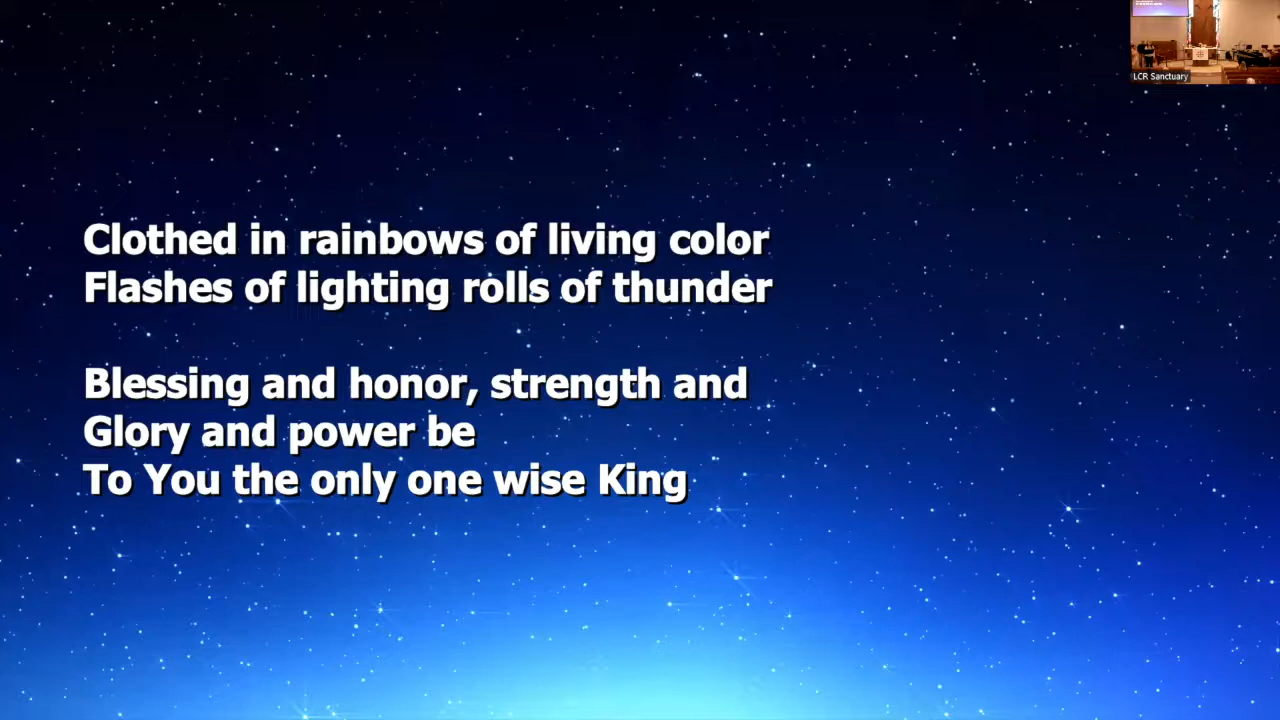 LCR Sanctuary
Clothed in rainbows of living color
Flashes of lighting rolls of thunder
Blessing and honor, strength and
Glory and power be
To You the only one wise King